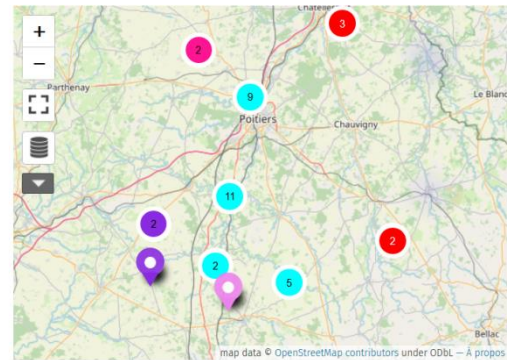 Chatellerault
3
+
2
−
Parthenay
9
Le Blanc
Poitiers
Chauvigny
11
2
2
2
5
Bellac
map data © OpenStreetMap contributors under ODbL — À propos